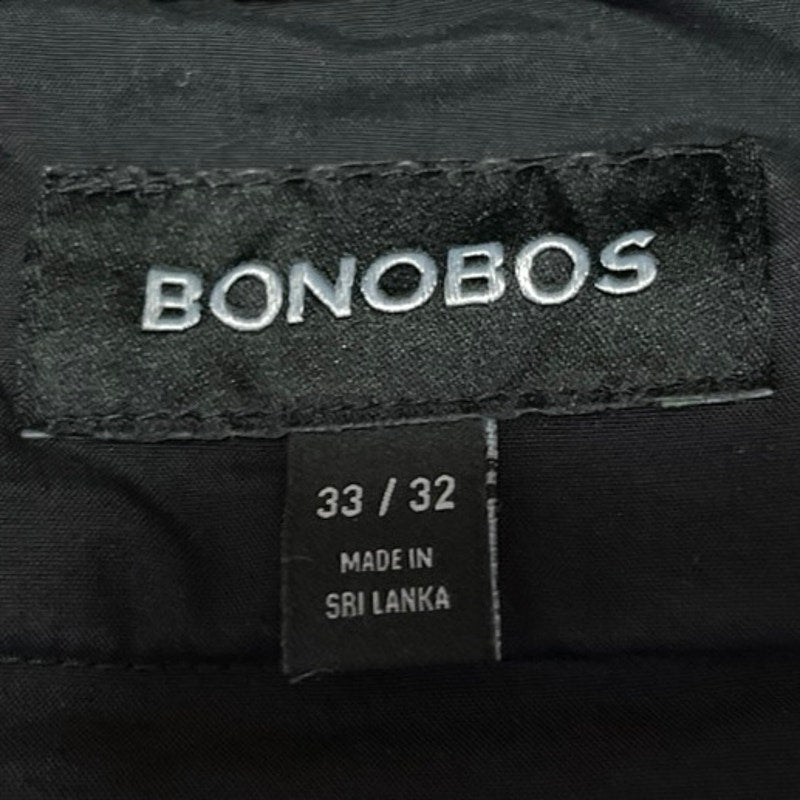 BONOBOS
33 / 32
MADE IN
SRI LANKA